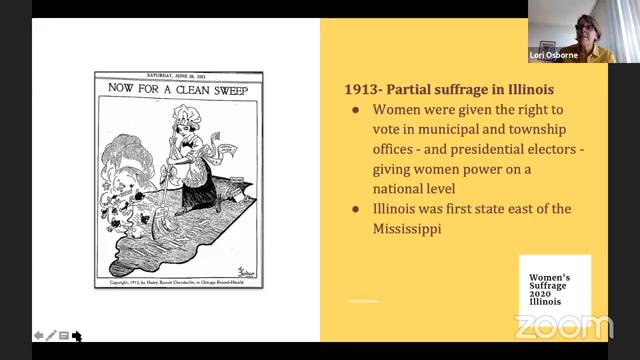 SATURDAY, JUNE 28, 1913
NOW FOR A CLEAN SWEEP
Copyright, 1913, by Henry Barrett Chamberlin, in Chicago Record-Herald
Lori Osborne
1913- Partial suffrage in Illinois
● Women were given the right to
vote in municipal and township
offices - and presidential electors -
giving women power on a
national level
● Illinois was first state east of the
Mississippi
Women's
Suffrage
2020
Illinois
zoom